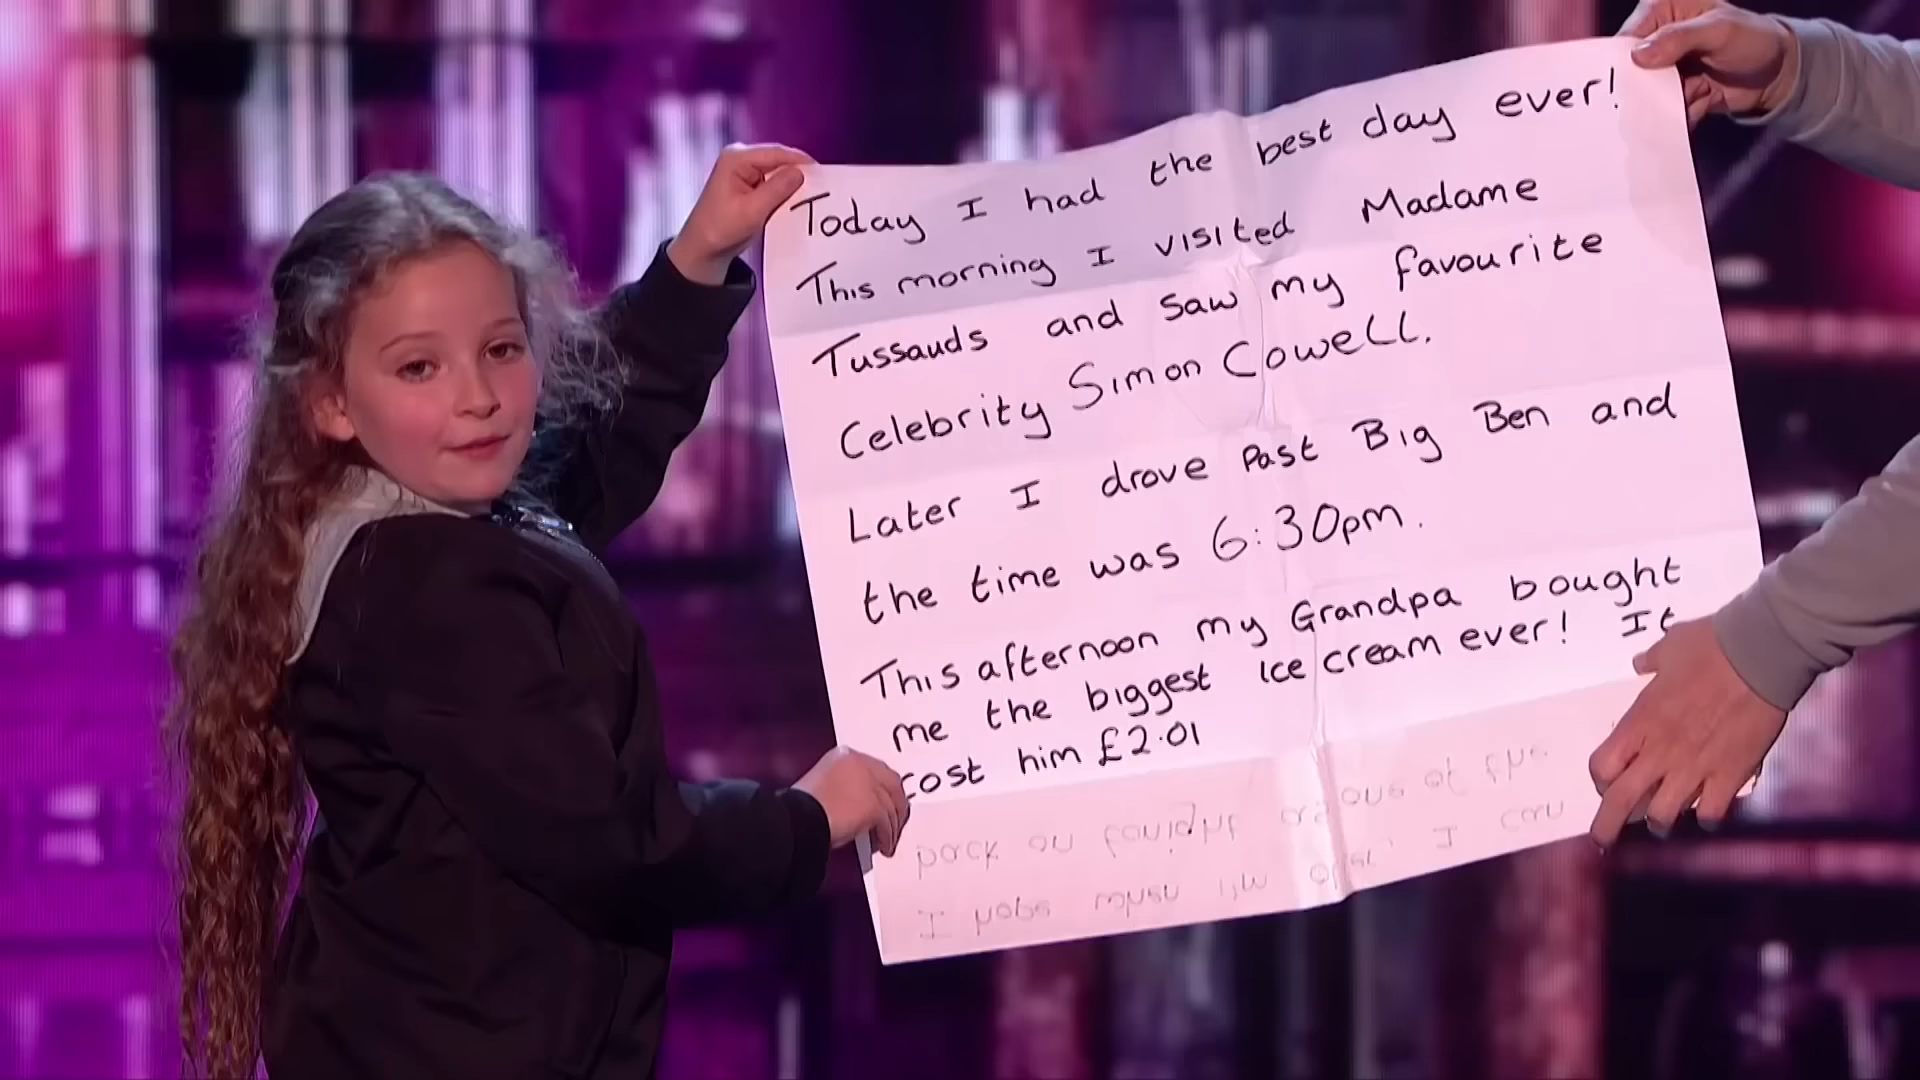 Today I had the best day ever!
This morning I visited Madame
Tussauds and saw my favourite
Celebrity Simon Cowell.
Later I drove past Big Ben and
the time was 6:30pm.
This afternoon my Grandpa bought
me the biggest Ice cream ever! It
cost him £2.01